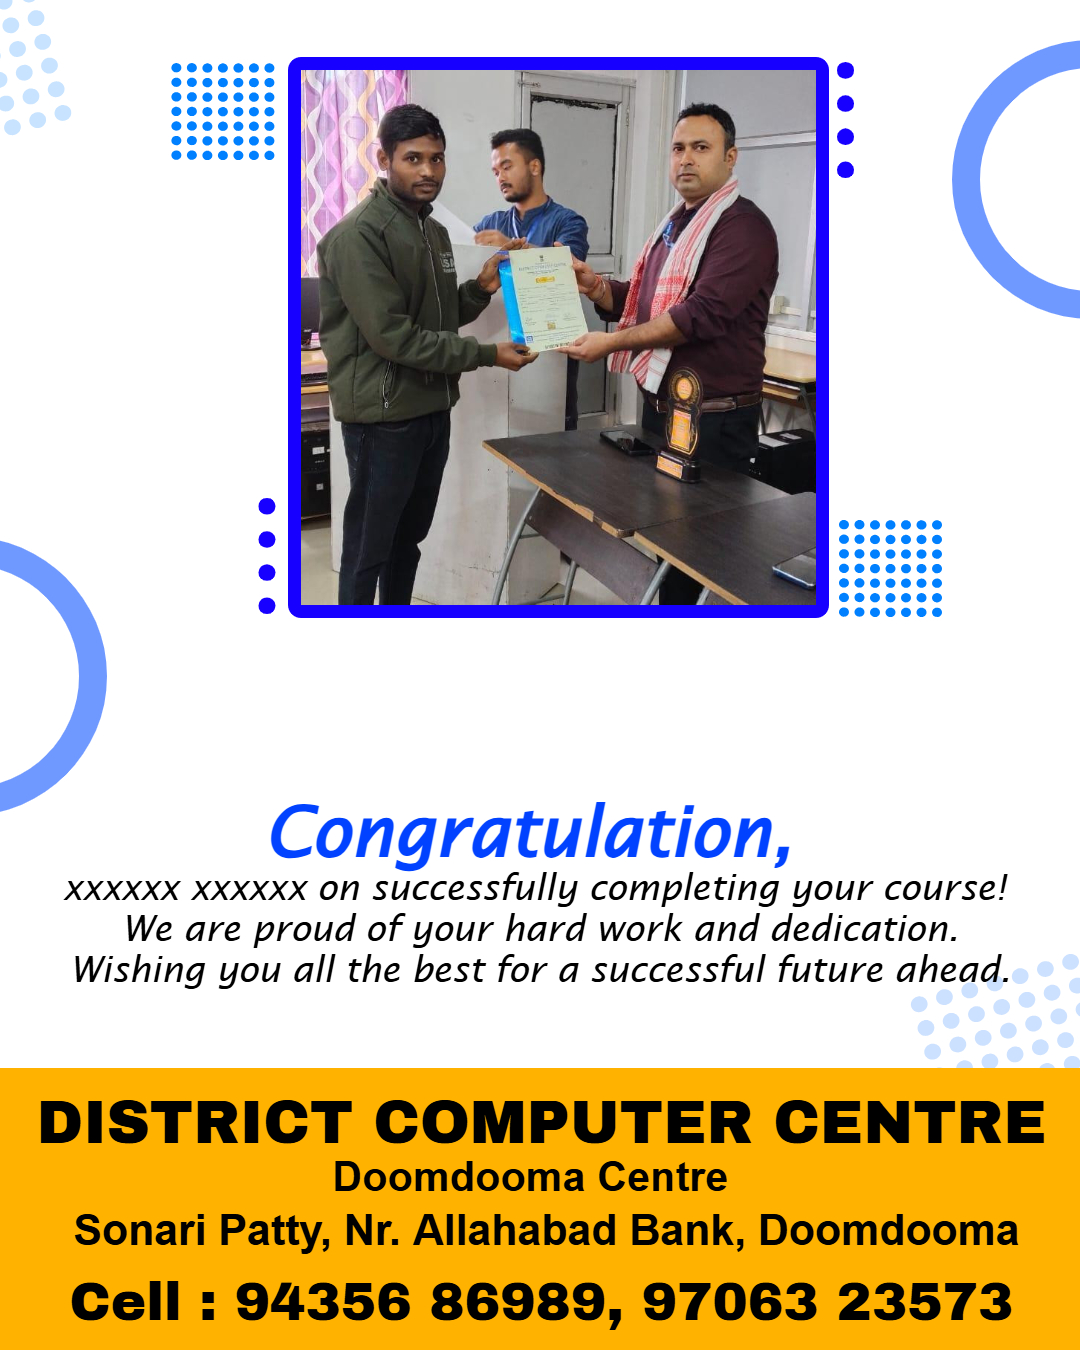 Congratulation,
xxxxxx xxxxxx on successfully completing your course!
We are proud of your hard work and dedication.
Wishing you all the best for a successful future ahead.
DISTRICT COMPUTER CENTRE
Doomdooma Centre
Sonari Patty, Nr. Allahabad Bank, Doomdooma
Cell : 94356 86989, 97063 23573